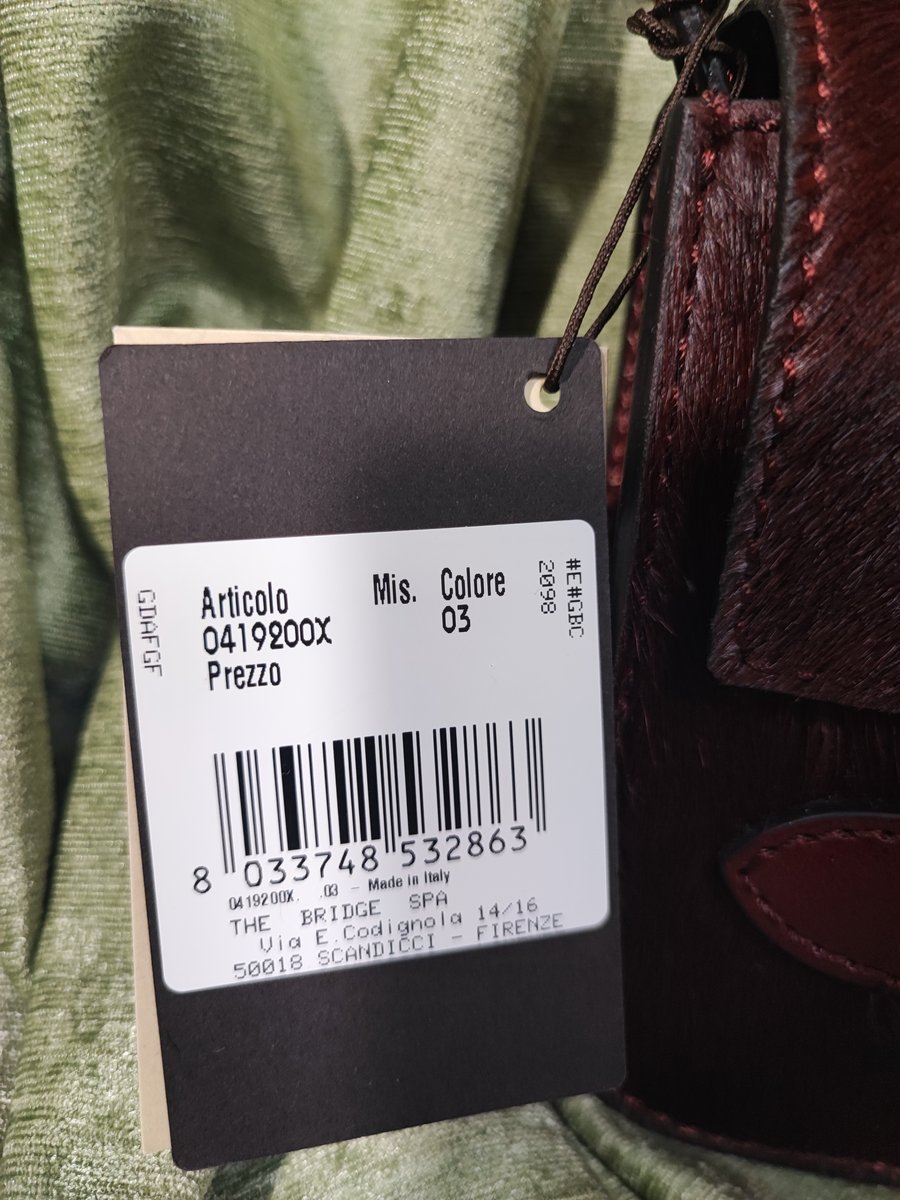 Articolo Mis. Colore
0419200X 03
Prezzo
GDAFGF
#E#GBC
2098
8 033748 532863
0419200X. .03 - Made in Italy
THE BRIDGE SPA
Via E.Codignola 14/16
50018 SCANDICCI - FIRENZE